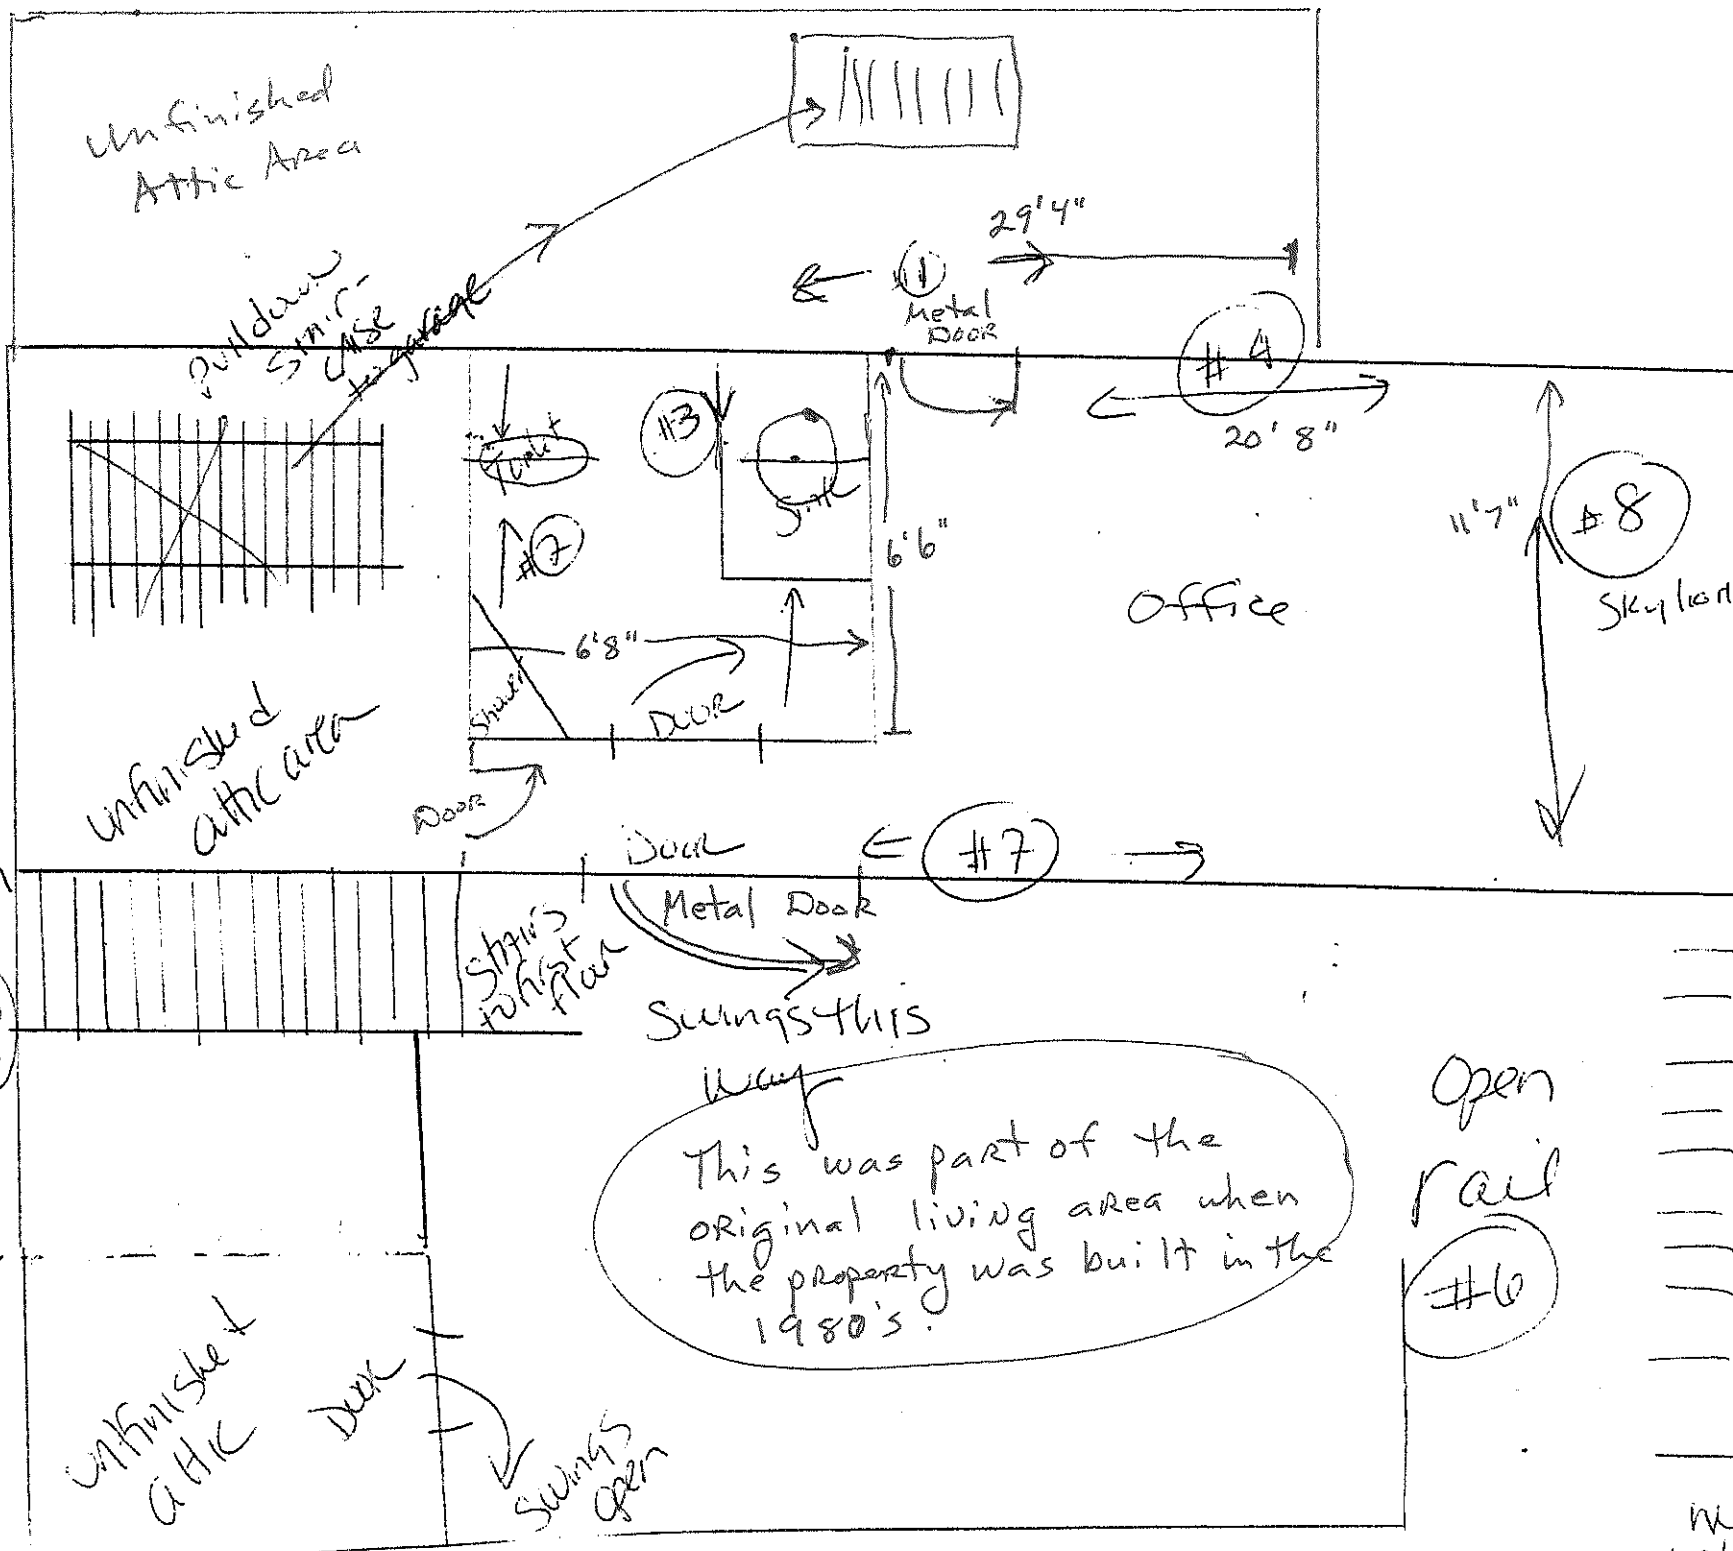 Unfinished
Attic Area
29'4"
#1
Metal
DOOR
Pulldown
Stair-
case
to garage
#4
20'8"
Toilet
#3
Sink
6'6"
11'7"
#8
#2
Office
6'8"
Shower
DOOR
unfinished
attic area
DOOR
DOOR
#7
Metal Door
Stairs
to first
floor
Swings this
way
This was part of the
original living area when
the property was built in the
1980's.
Open
rail
#6
unfinished
attic
Door
Swings
open